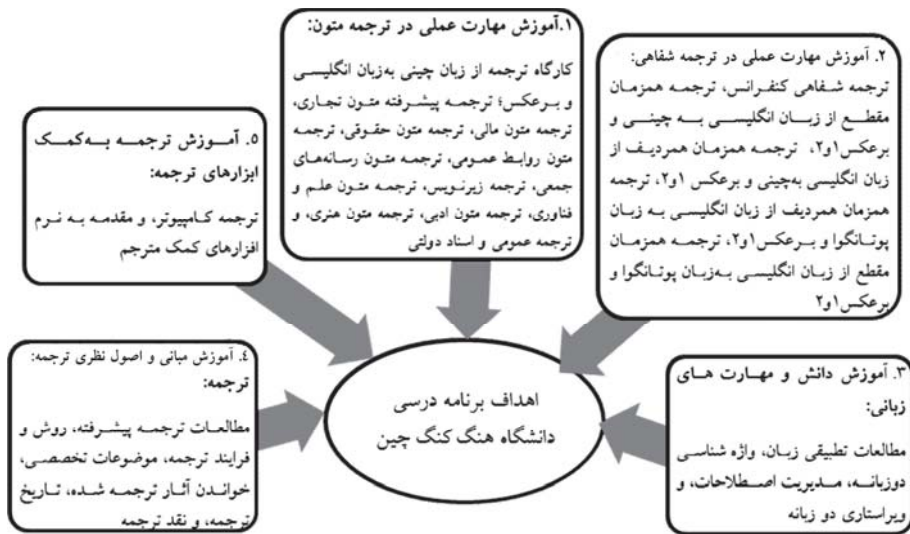 ۱.آموزش مهارت عملی در ترجمه متون:
کارگاه ترجمه از زبان چینی به‌زبان انگلیسی
و برعکس؛ ترجمه پیشرفته متون تجاری،
ترجمه متون مالی، ترجمه متون حقوقی، ترجمه
متون روابط عمومی، ترجمه متون رسانه‌های
جمعی، ترجمه زیرنویس، ترجمه متون علم و
فناوری، ترجمه متون ادبی، ترجمه متون هنری، و
ترجمه عمومی و اسناد دولتی
۲. آموزش مهارت عملی در ترجمه شفاهی:
ترجمه شفاهی کنفرانس، ترجمه همزمان
مقطع از زبان انگلیسی به چینی و
برعکس۱و۲، ترجمه همزمان همردیف از
زبان انگلیسی به‌چینی و برعکس ۱و۲، ترجمه
همزمان همردیف از زبان انگلیسی به زبان
پوتانگوا و برعکس۱و۲، ترجمه همزمان
مقطع از زبان انگلیسی به‌زبان پوتانگوا و
برعکس۱و۲
۳. آموزش دانش و مهارت های
زبانی:
مطالعات تطبیقی زبان، واژه شناسی
دوزبانه، مدیریت اصطلاحات، و
ویراستاری دو زبانه
٤. آموزش مبانی و اصول نظری ترجمه:
ترجمه:
مطالعات ترجمه پیشرفته، روش و
فرایند ترجمه، موضوعات تخصصی،
خواندن آثار ترجمه شده، تاریخ
ترجمه، و نقد ترجمه
۵. آموزش ترجمه به‌کمک
ابزارهای ترجمه:
ترجمه کامپیوتر، و مقدمه به نرم
افزارهای کمک مترجم
اهداف برنامه درسی
دانشگاه هنگ کنگ چین